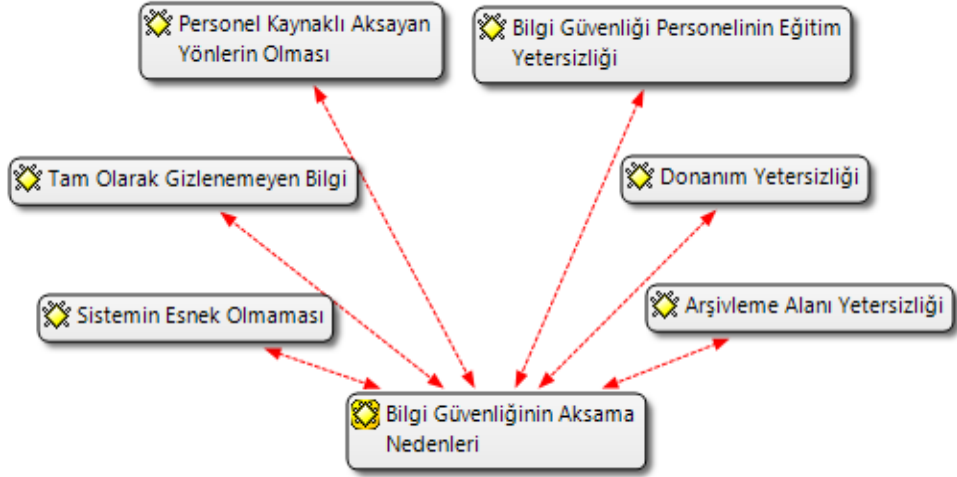 Personel Kaynaklı Aksayan
Yönlerin Olması
Bilgi Güvenliği Personelinin Eğitim
Yetersizliği
Tam Olarak Gizlenemeyen Bilgi
Donanım Yetersizliği
Sistemin Esnek Olmaması
Arşivleme Alanı Yetersizliği
Bilgi Güvenliğinin Aksama
Nedenleri